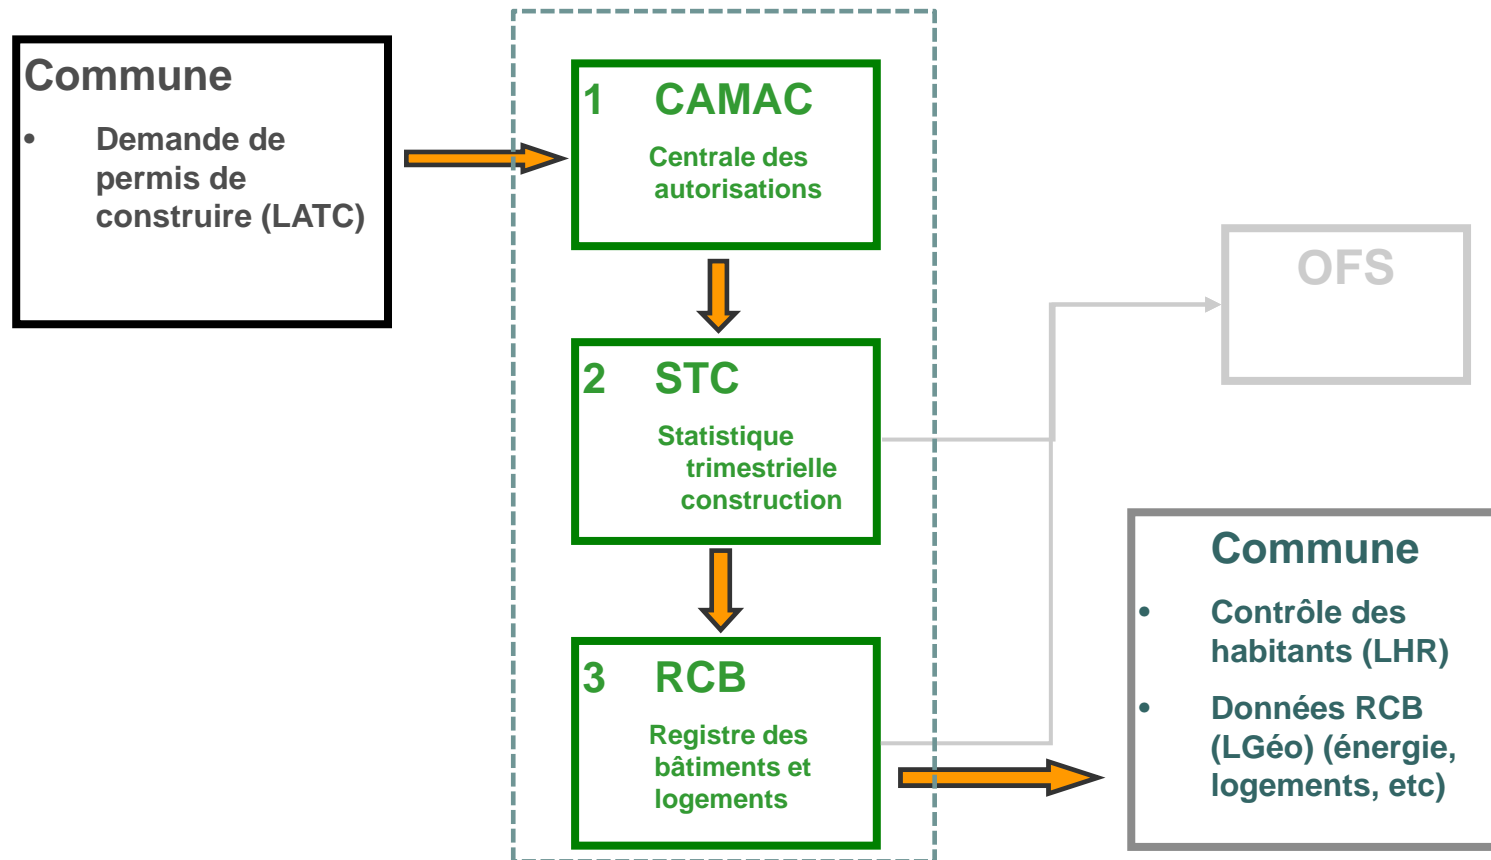 Commune
• Demande de
permis de
construire (LATC)
1 CAMAC
Centrale des
autorisations
2 STC
Statistique
trimestrielle
construction
3 RCB
Registre des
bâtiments et
logements
OFS
Commune
• Contrôle des
habitants (LHR)
• Données RCB
(LGéo) (énergie,
logements, etc)